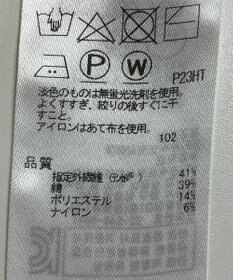 P
W
P23HT
淡色のものは無蛍光洗剤を使用。
よくすすぎ、絞りの後すぐに干
すこと。
アイロンはあて布を使用。
102
品質
指定外繊維 (テンセル®) 41%
綿 39%
ポリエステル 14%
ナイロン 6%